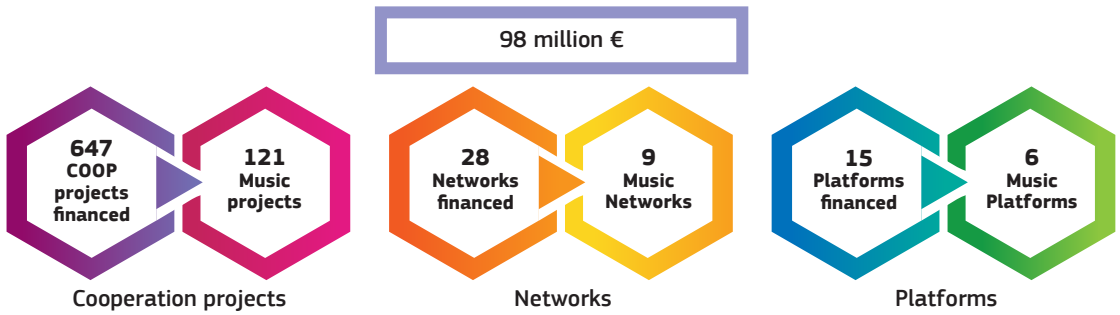 98 million €
647
COOP
projects
financed
121
Music
projects
Cooperation projects
28
Networks
financed
9
Music
Networks
Networks
15
Platforms
financed
6
Music
Platforms
Platforms